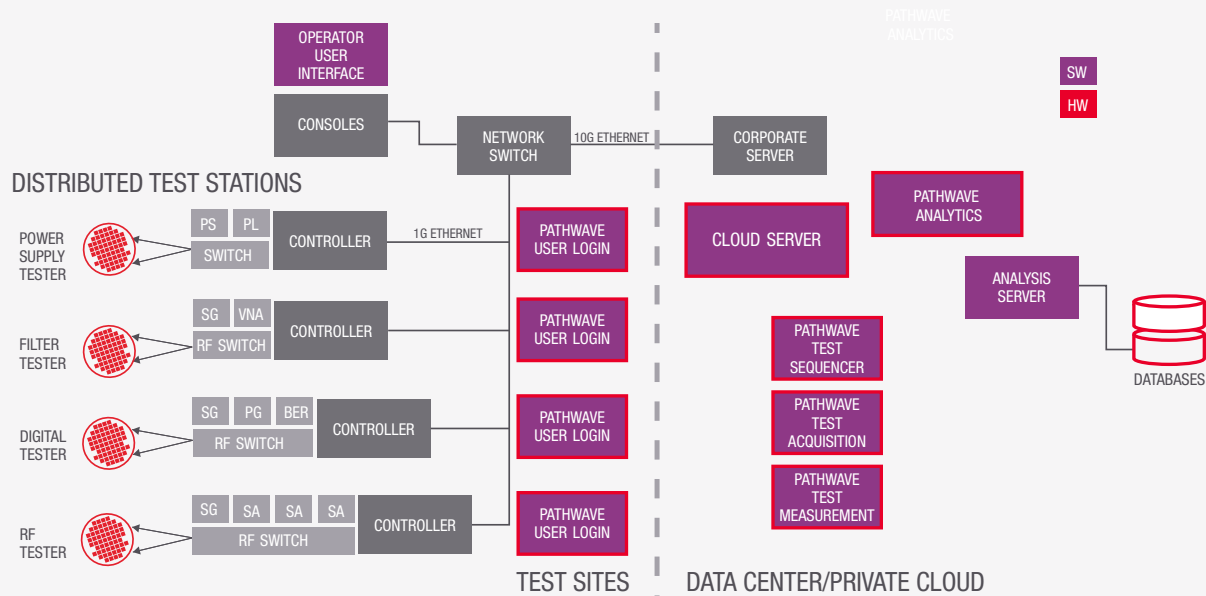 PATHWAVE
ANALYTICS
OPERATOR
USER
INTERFACE
SW
HW
CONSOLES
NETWORK
SWITCH
10G ETHERNET
CORPORATE
SERVER
DISTRIBUTED TEST STATIONS
POWER
SUPPLY
TESTER
PS
PL
SWITCH
CONTROLLER
1G ETHERNET
PATHWAVE
USER LOGIN
CLOUD SERVER
PATHWAVE
ANALYTICS
ANALYSIS
SERVER
DATABASES
FILTER
TESTER
SG
VNA
RF SWITCH
CONTROLLER
PATHWAVE
USER LOGIN
PATHWAVE
TEST
SEQUENCER
DIGITAL
TESTER
SG
PG
BER
RF SWITCH
CONTROLLER
PATHWAVE
USER LOGIN
PATHWAVE
TEST
ACQUISITION
RF
TESTER
SG
SA
SA
SA
RF SWITCH
CONTROLLER
PATHWAVE
USER LOGIN
PATHWAVE
TEST
MEASUREMENT
TEST SITES
DATA CENTER/PRIVATE CLOUD